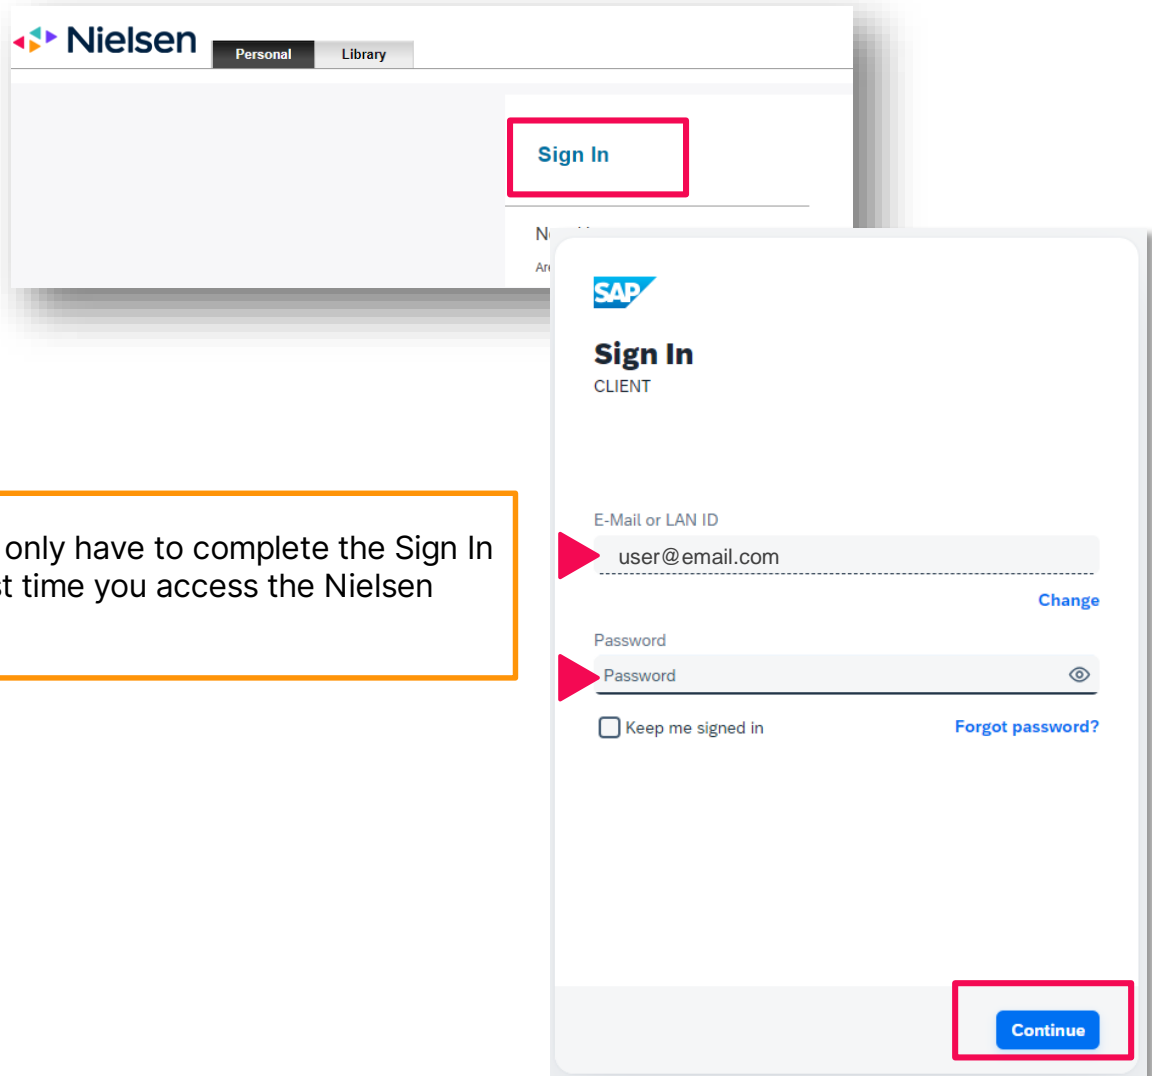 Nielsen
Personal Library
Sign In
SAP
Sign In
CLIENT
only have to complete the Sign In
time you access the Nielsen
E-Mail or LAN ID
user@email.com
Change
Password
Password
Keep me signed in Forgot password?
Continue